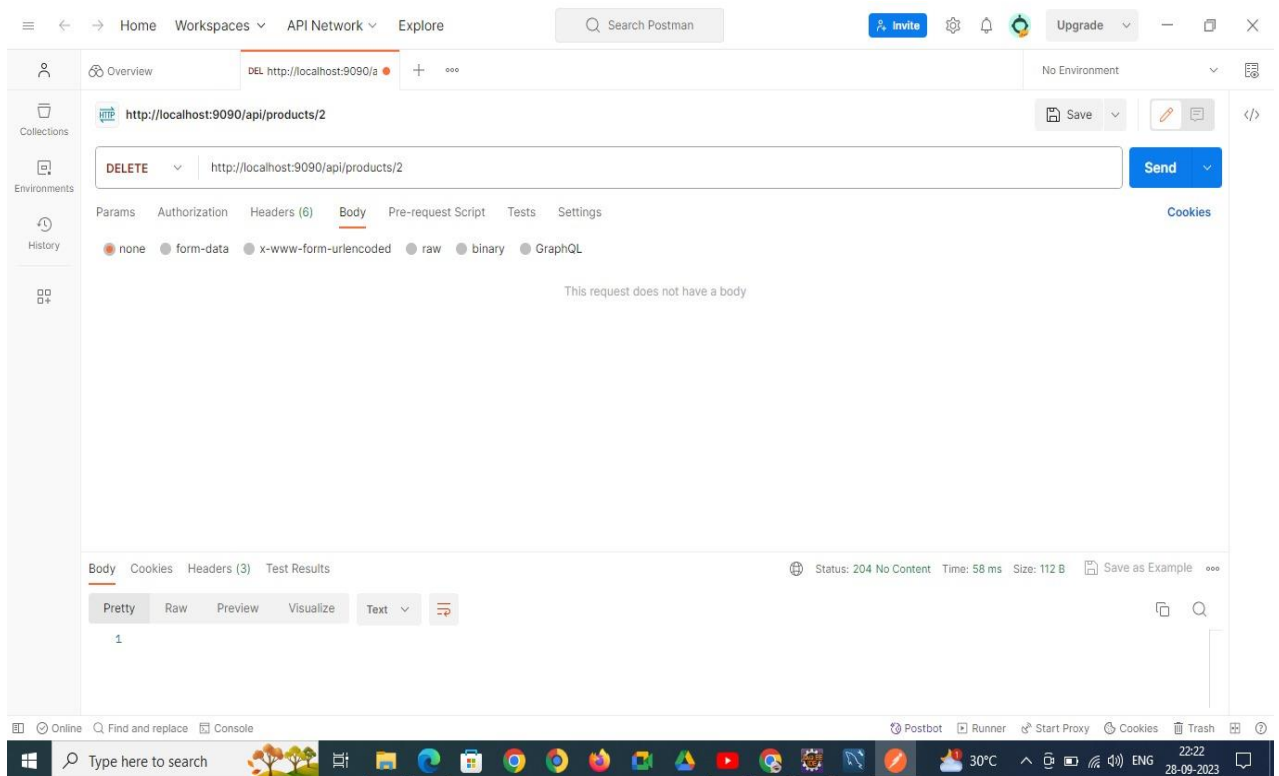 Home Workspaces API Network Explore Search Postman Invite Upgrade
Overview DEL http://localhost:9090/a No Environment
HTTP http://localhost:9090/api/products/2 Save
Collections
DELETE http://localhost:9090/api/products/2 Send
Environments
Params Authorization Headers (6) Body Pre-request Script Tests Settings Cookies
History
none form-data x-www-form-urlencoded raw binary GraphQL
This request does not have a body
Body Cookies Headers (3) Test Results Status: 204 No Content Time: 58 ms Size: 112 B Save as Example
Pretty Raw Preview Visualize Text
1
Online Find and replace Console Postbot Runner Start Proxy Cookies Trash
Type here to search 30°C ENG 22:22
28-09-2023